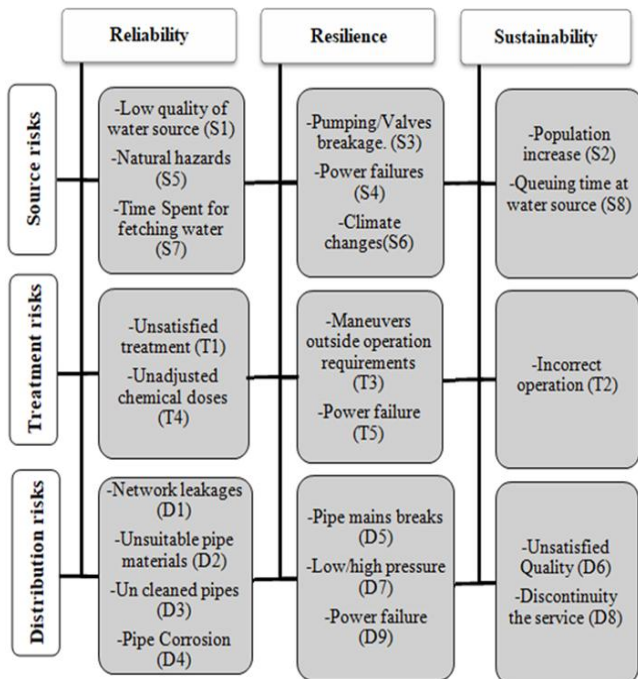 Reliability
Resilience
Sustainability
Source risks
-Low quality of
water source (S1)
-Natural hazards
(S5)
-Time Spent for
fetching water
(S7)
-Pumping/Valves
breakage. (S3)
-Power failures
(S4)
-Climate
changes(S6)
-Population
increase (S2)
-Queuing time at
water source (S8)
Treatment risks
-Unsatisfied
treatment (T1)
-Unadjusted
chemical doses
(T4)
-Maneuvers
outside operation
requirements
(T3)
-Power failure
(T5)
-Incorrect
operation (T2)
Distribution risks
-Network leakages
(D1)
-Unsuitable pipe
materials (D2)
-Un cleaned pipes
(D3)
-Pipe Corrosion
(D4)
-Pipe mains breaks
(D5)
-Low/high pressure
(D7)
-Power failure
(D9)
-Unsatisfied
Quality (D6)
-Discontinuity
the service (D8)